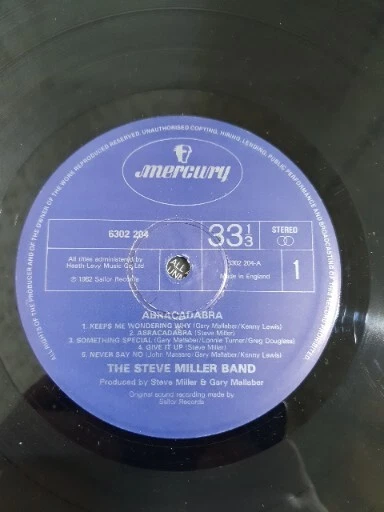 ALL RIGHTS OF THE PRODUCER AND OF THE OWNER OF THE WORK REPRODUCED RESERVED. UNAUTHORISED COPYING, HIRING, LENDING, PUBLIC PERFORMANCE AND BROADCASTING OF THIS RECORD PROHIBITED
mercury
6302 204
33 1/3
STEREO
All titles administered by
Heath-Levy Music Co Ltd
℗ 1982 Sailor Records
6302 204-A
Made in England
1
ABRACADABRA
1. KEEPS ME WONDERING WHY (Gary Mallaber/Kenny Lewis)
2. ABRACADABRA (Steve Miller)
3. SOMETHING SPECIAL (Gary Mallaber/Lonnie Turner/Greg Douglass)
4. GIVE IT UP (Steve Miller)
5. NEVER SAY NO (John Massaro/Gary Mallaber/Kenny Lewis)
THE STEVE MILLER BAND
Produced by Steve Miller & Gary Mallaber
Original sound recording made by
Sailor Records